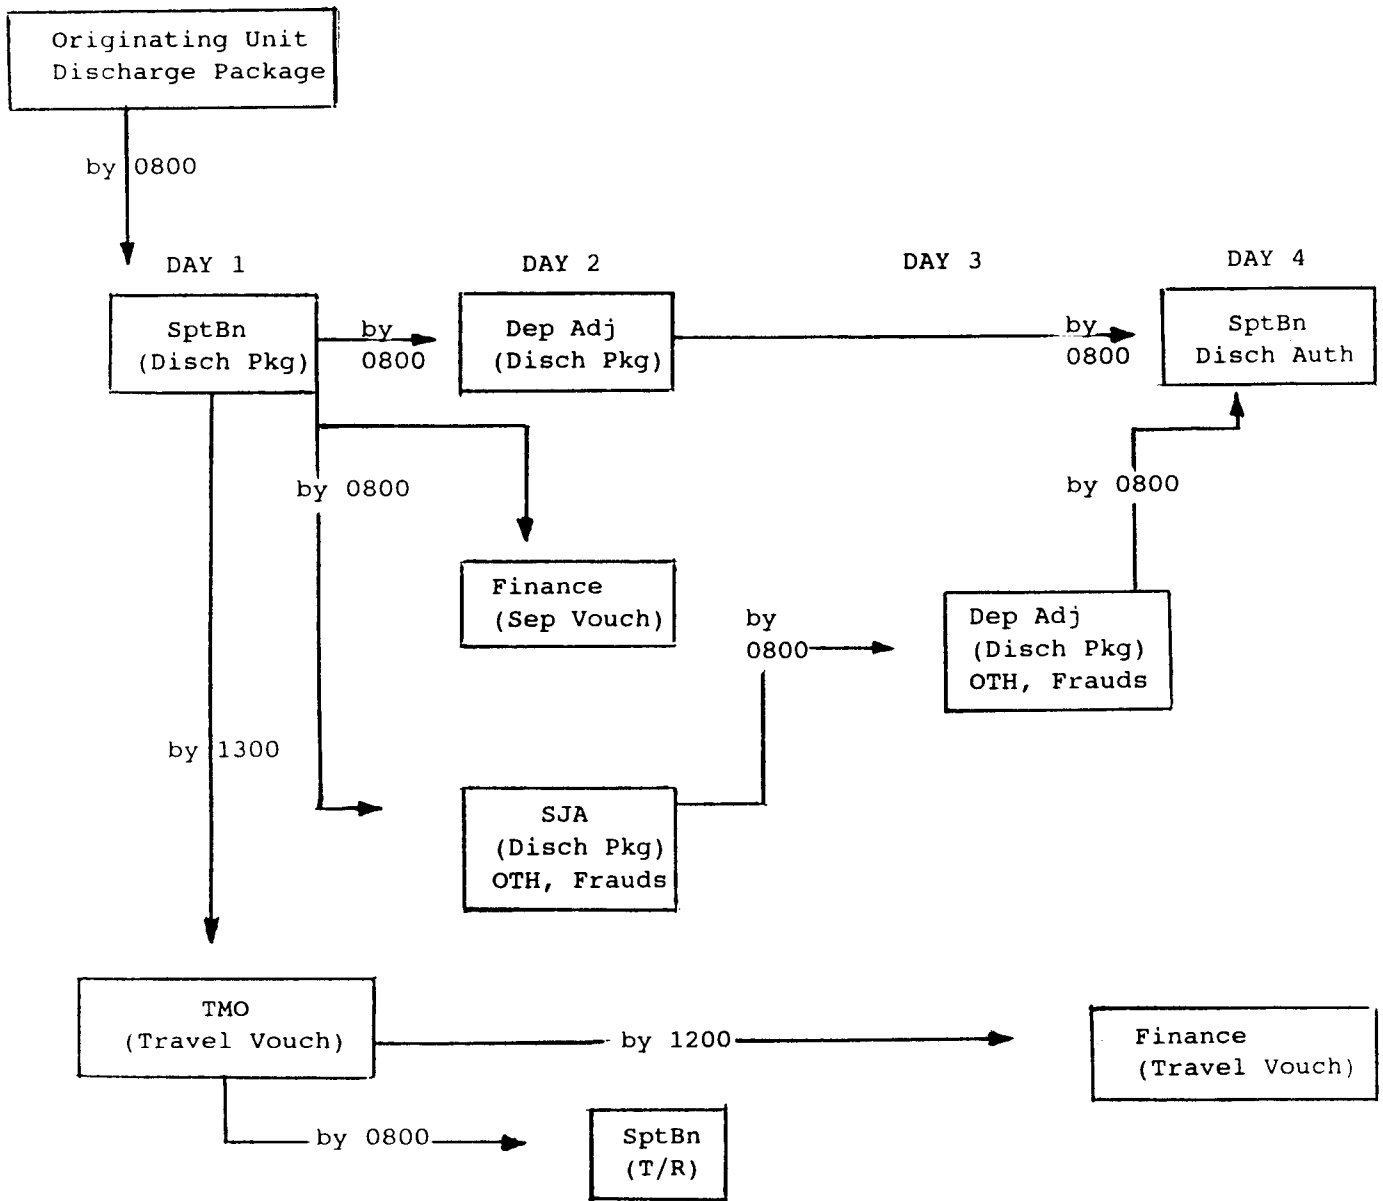 Originating Unit
Discharge Package
by 0800
DAY 1
DAY 2
DAY 3
DAY 4
SptBn
(Disch Pkg)
by
0800
Dep Adj
(Disch Pkg)
by
0800
SptBn
Disch Auth
by 0800
by 0800
Finance
(Sep Vouch)
by
0800
Dep Adj
(Disch Pkg)
OTH, Frauds
by 1300
SJA
(Disch Pkg)
OTH, Frauds
TMO
(Travel Vouch)
by 1200
Finance
(Travel Vouch)
by 0800
SptBn
(T/R)